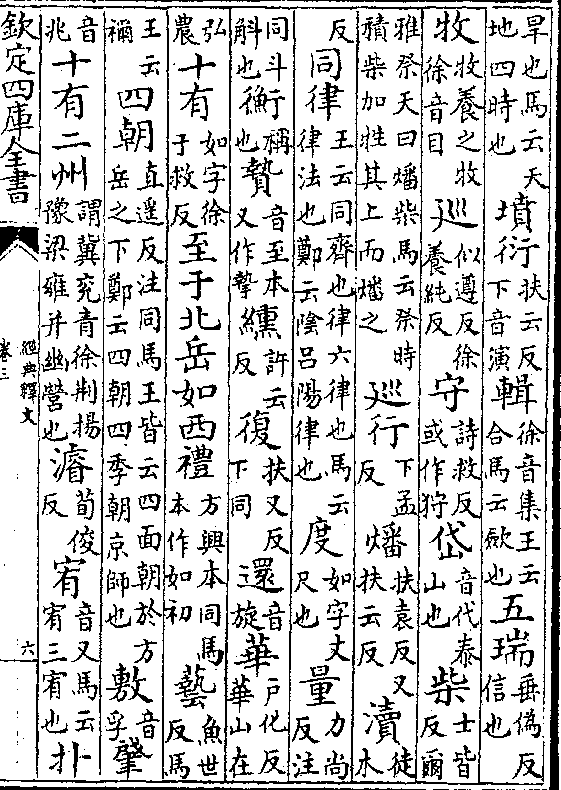 旱也馬云天地四時也墳衍扶云反下音演輯徐音集王云合馬云歛也五瑞垂偽反信也
牧牧養之牧徐音目廵似遵反徐養純反守詩救反或作狩岱音代泰山也柴士皆反爾
雅祭天曰燔柴馬云祭時積柴加牲其上而燔之廵行下孟反燔扶袁反又扶云反瀆徒木
反同律王云同齊也律六律也馬云律法也鄭云陰吕陽律也度如字丈尺也量力尚反注
同斗斛也衡行稱也贄音至本又作摯纁許云反復扶又反下同還音旋華戸化反華山在
弘農十有如字徐于救反至于北岳如西禮方興本同馬本作如初藝魚世反馬
王云禰四朝直遥反注同馬王皆云四面朝於方岳之下鄭云四朝四季朝京師也敷音孚肈
音兆十有二州謂冀兖青徐荆揚豫梁雍并幽營也濬荀俊反宥音又馬云宥三宥也扑
欽定四庫全書
經典釋文
卷三
六